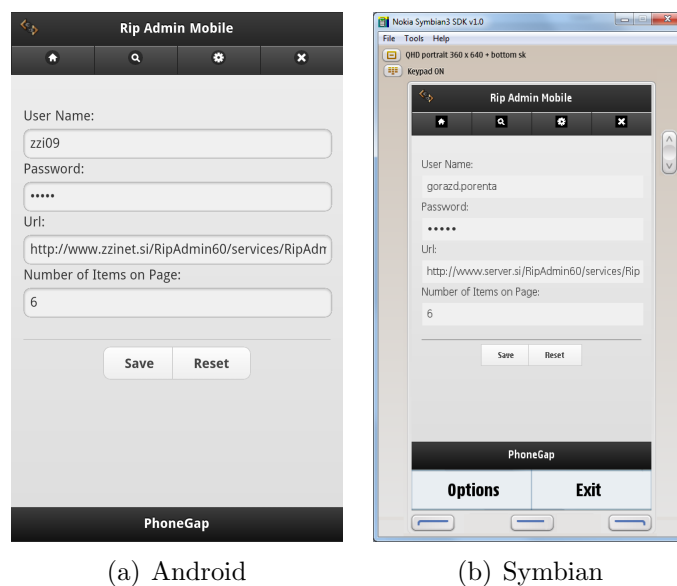 Rip Admin Mobile
User Name:
zzi09
Password:
•••••
Url:
http://www.zzinet.si/RipAdmin60/services/RipAdm
Number of Items on Page:
6
Save Reset
PhoneGap
(a) Android
Nokia Symbian3 SDK v1.0
File Tools Help
QHD portrait 360 x 640 + bottom sk
Keypad ON
Rip Admin Mobile
User Name:
gorazd.porenta
Password:
•••••
Url:
http://www.server.si/RipAdmin60/services/Rip
Number of Items on Page:
6
Save Reset
PhoneGap
Options Exit
(b) Symbian